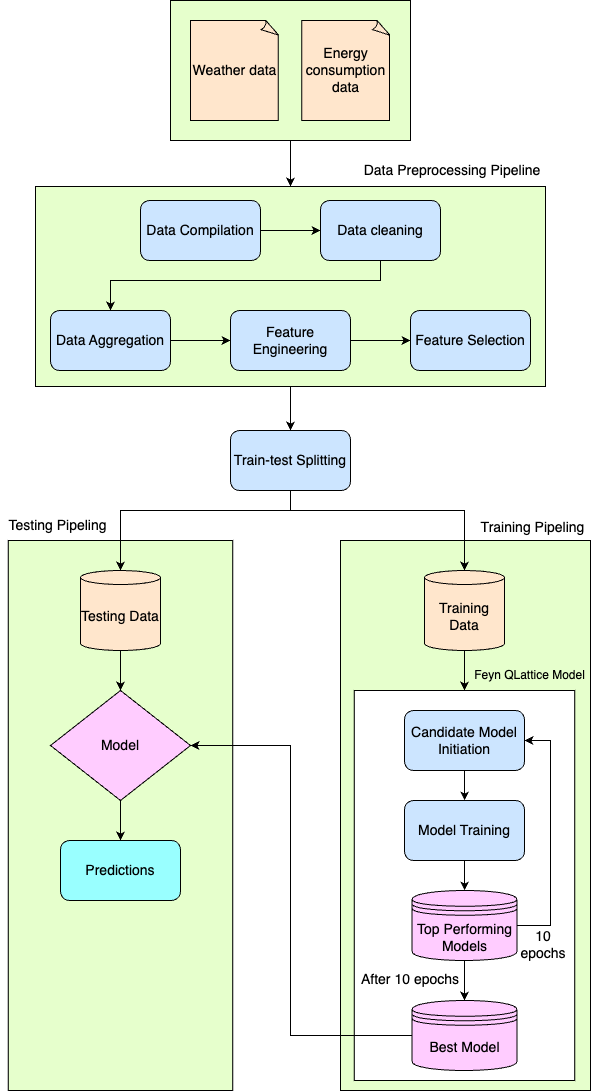 Weather data
Energy
consumption
data
Data Preprocessing Pipeline
Data Compilation
Data cleaning
Data Aggregation
Feature
Engineering
Feature Selection
Train-test Splitting
Testing Pipeling
Training Pipeling
Testing Data
Training
Data
Feyn QLattice Model
Model
Candidate Model
Initiation
Model Training
Predictions
Top Performing
Models
10
epochs
After 10 epochs
Best Model